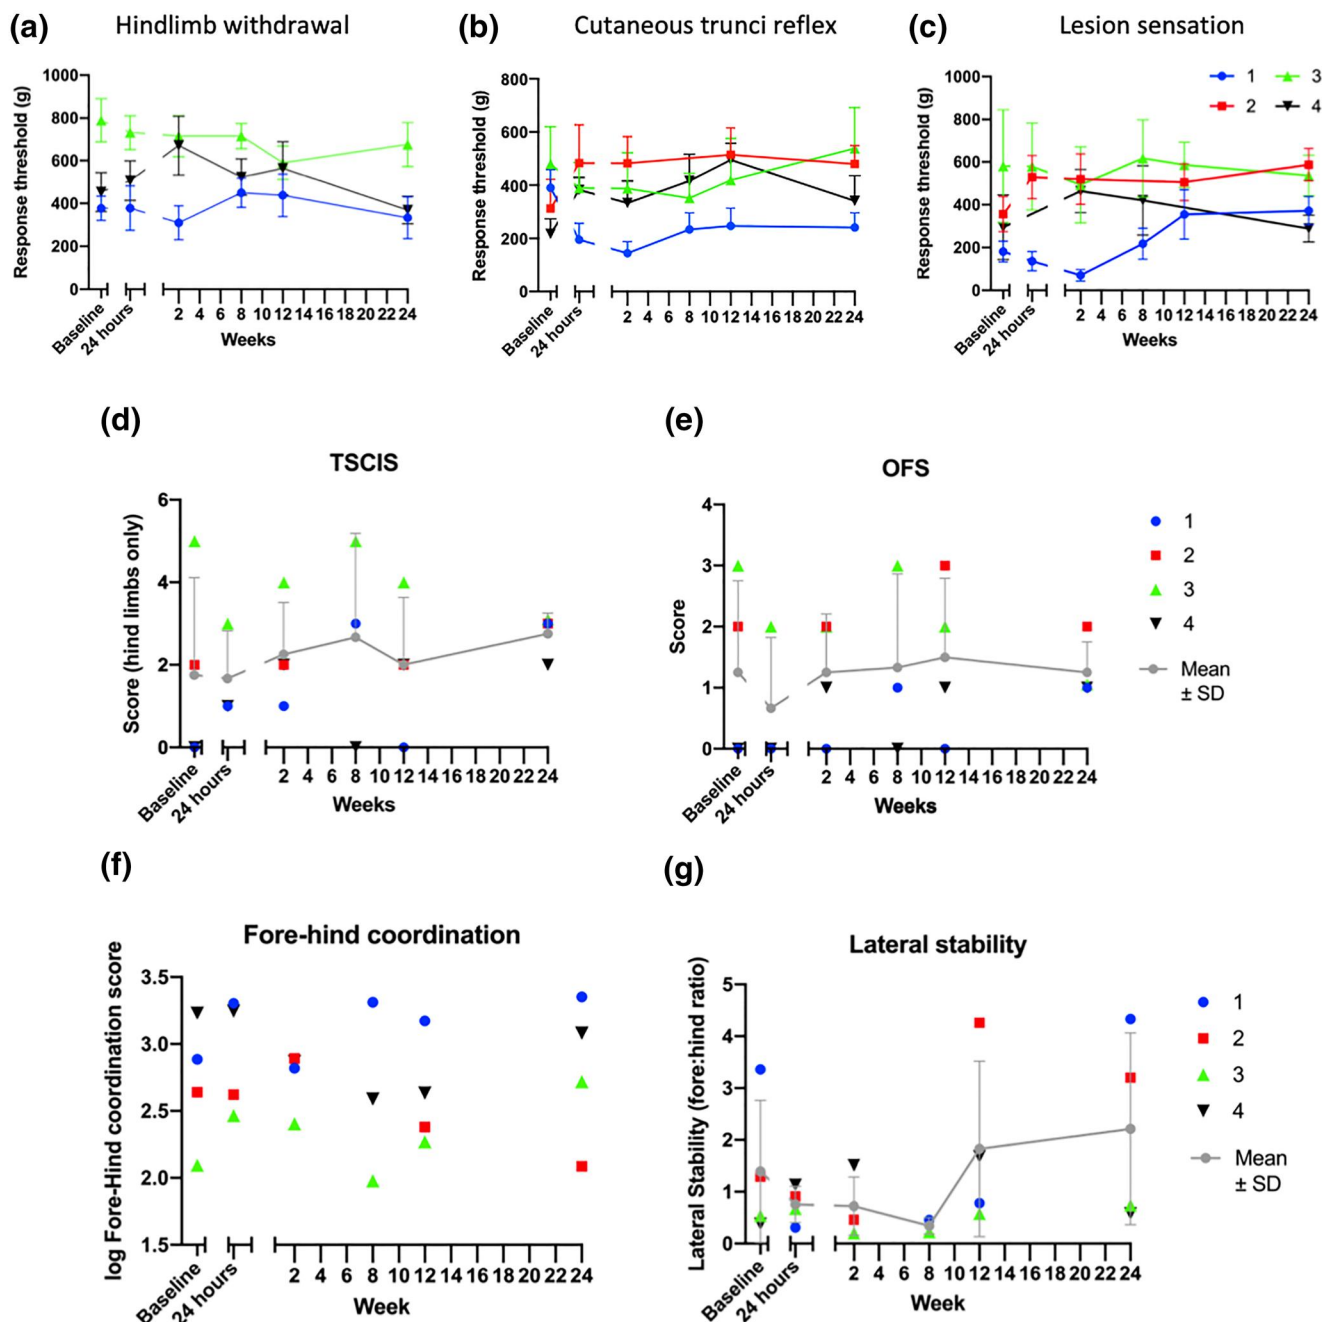 (a) Hindlimb withdrawal
Response threshold (g)
1000
800
600
400
200
0
Baseline
24 hours
2 4 6 8 10 12 14 16 18 20 22 24
Weeks
(b) Cutaneous trunci reflex
Response threshold (g)
800
600
400
200
0
Baseline
24 hours
2 4 6 8 10 12 14 16 18 20 22 24
Weeks
(c) Lesion sensation
Response threshold (g)
1000
800
600
400
200
0
1 3
2 4
Baseline
24 hours
2 4 6 8 10 12 14 16 18 20 22 24
Weeks
(d)
TSCIS
Score (hind limbs only)
6
4
2
0
Baseline
24 hours
2 4 6 8 10 12 14 16 18 20 22 24
Weeks
(e)
OFS
Score
4
3
2
1
0
Baseline
24 hours
2 4 6 8 10 12 14 16 18 20 22 24
Weeks
1
2
3
4
Mean
± SD
(f)
Fore-hind coordination
log Fore-Hind coordination score
3.5
3.0
2.5
2.0
1.5
Baseline
24 hours
2 4 6 8 10 12 14 16 18 20 22 24
Week
(g)
Lateral stability
Lateral Stability (fore:hind ratio)
5
4
3
2
1
0
Baseline
24 hours
2 4 6 8 10 12 14 16 18 20 22 24
Week
1
2
3
4
Mean
± SD